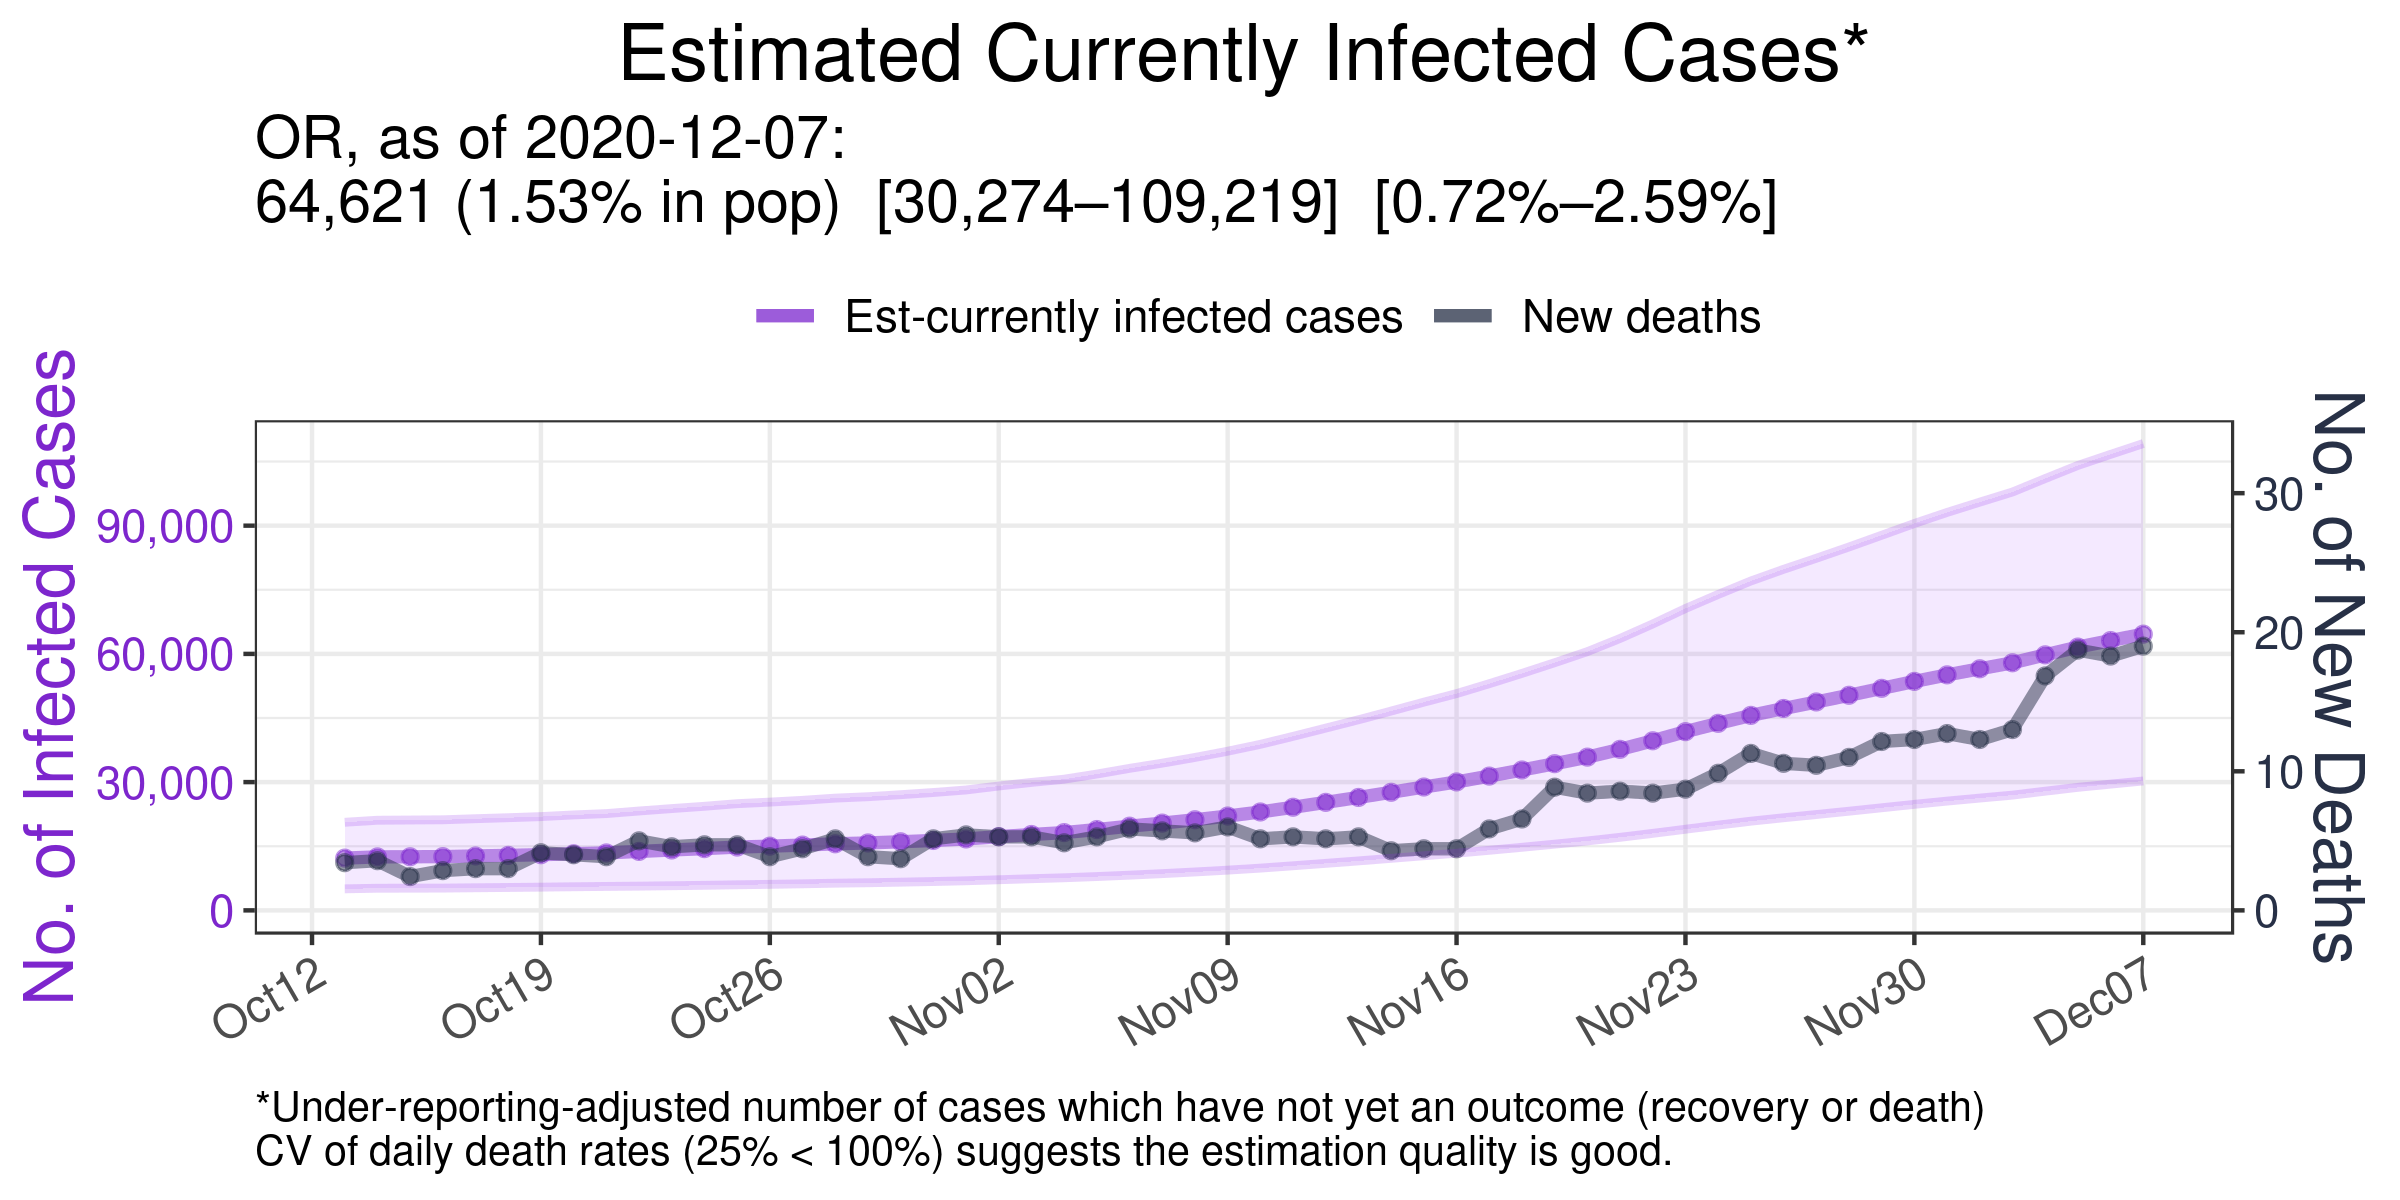 Estimated Currently Infected Cases*
OR, as of 2020-12-07:
64,621 (1.53% in pop)  [30,274–109,219]  [0.72%–2.59%]
Est-currently infected cases
New deaths
No. of Infected Cases
90,000
60,000
30,000
0
No. of New Deaths
30
20
10
0
Oct12
Oct19
Oct26
Nov02
Nov09
Nov16
Nov23
Nov30
Dec07
*Under-reporting-adjusted number of cases which have not yet an outcome (recovery or death)
CV of daily death rates (25% < 100%) suggests the estimation quality is good.